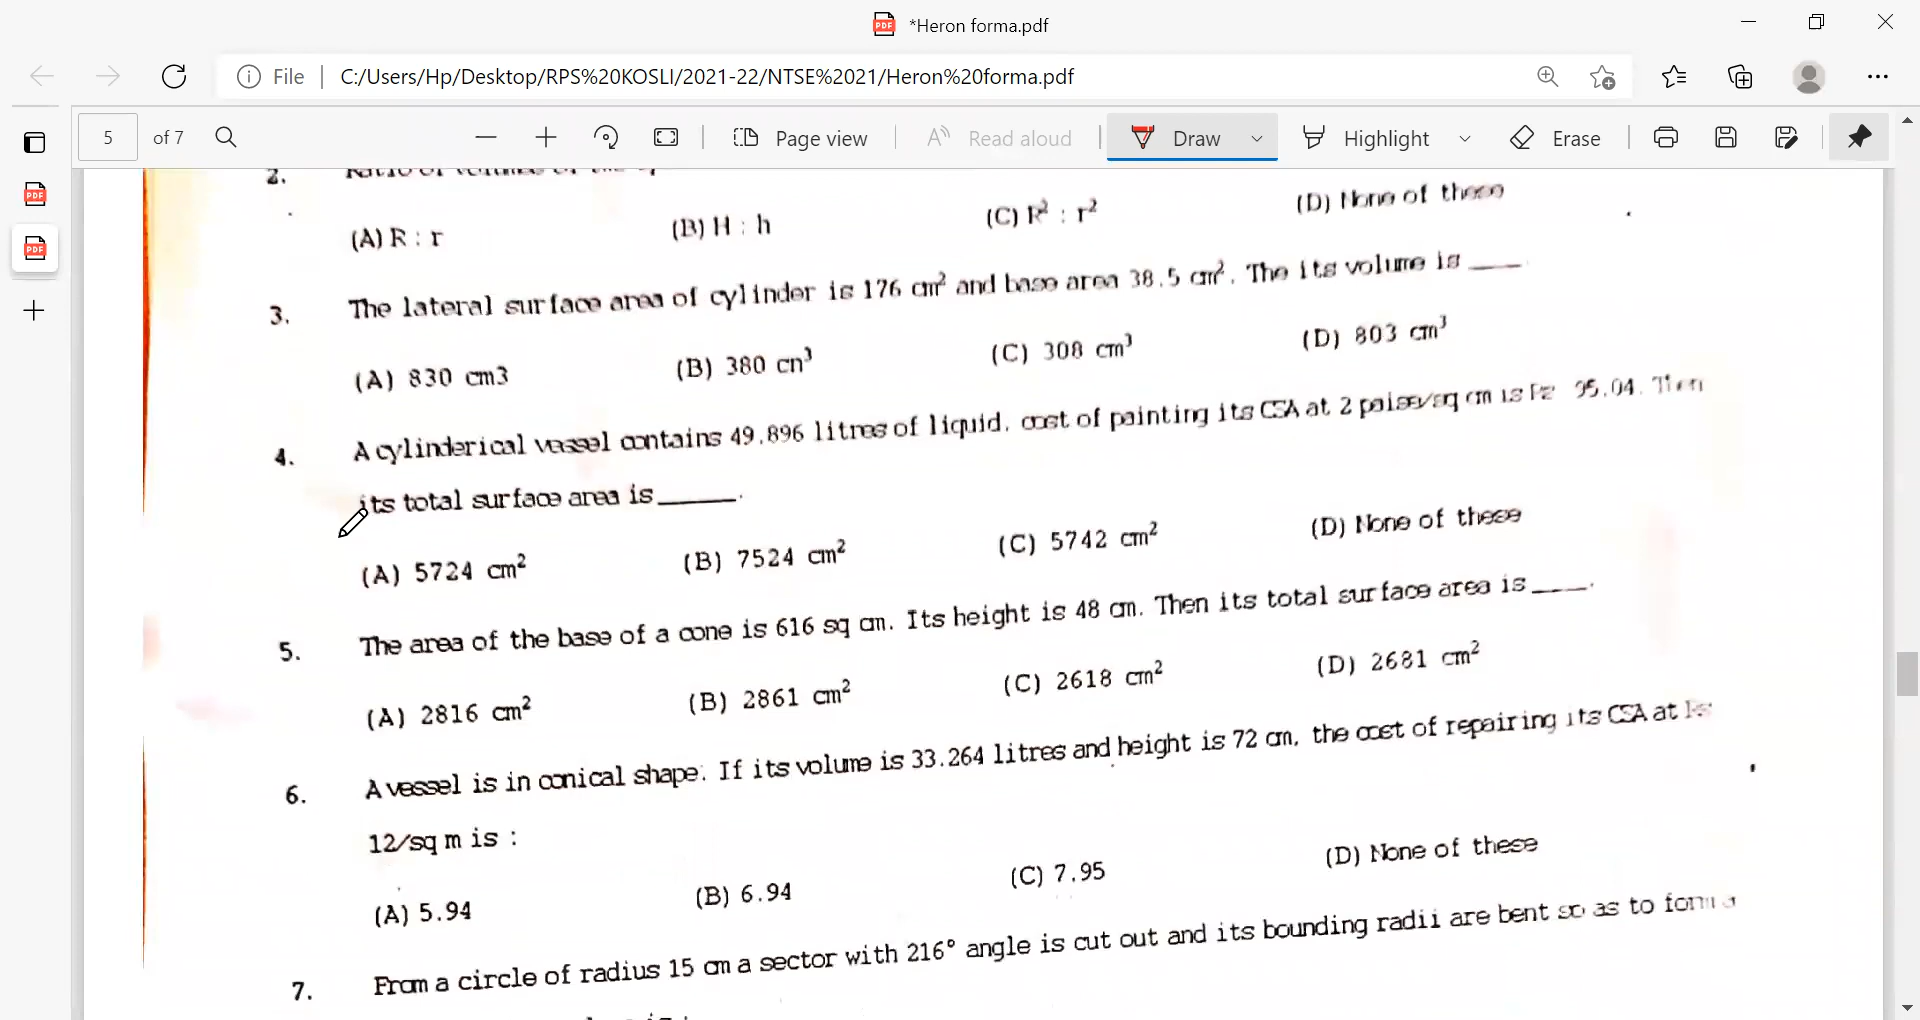 *Heron forma.pdf
File C:/Users/Hp/Desktop/RPS%20KOSLI/2021-22/NTSE%2021/Heron%20forma.pdf
5 of 7 Page view Read aloud Draw Highlight Erase
2. Ratio of volumes of
(A) R : r (B) H : h (C) R² : r² (D) None of these
3. The lateral surface area of cylinder is 176 cm² and base area 38.5 cm². The its volume is ____
(A) 830 cm3 (B) 380 cn³ (C) 308 cm³ (D) 803 cm³
4. A cylinderical vessel contains 49.896 litres of liquid. cost of painting its CSA at 2 paise/sq cm is Rs 95.04. Then
its total surface area is _____.
(A) 5724 cm² (B) 7524 cm² (C) 5742 cm² (D) None of these
5. The area of the base of a cone is 616 sq cm. Its height is 48 cm. Then its total surface area is ____.
(A) 2816 cm² (B) 2861 cm² (C) 2618 cm² (D) 2681 cm²
6. A vessel is in conical shape. If its volume is 33.264 litres and height is 72 cm, the cost of repairing its CSA at Rs
12/sq m is :
(A) 5.94 (B) 6.94 (C) 7.95 (D) None of these
7. From a circle of radius 15 cm a sector with 216° angle is cut out and its bounding radii are bent so as to form a